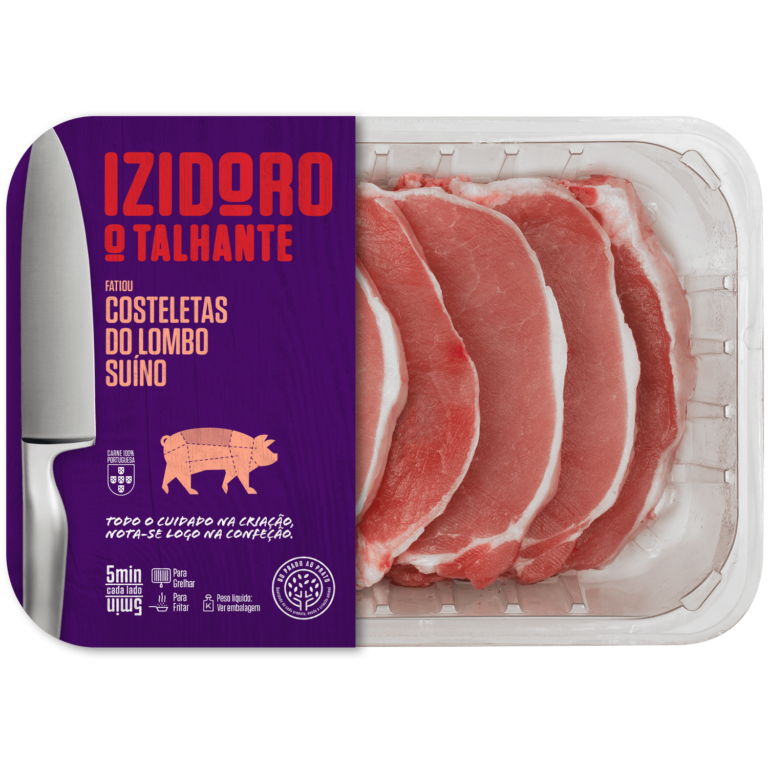 IZIDORO
O TALHANTE
FATIOU
COSTELETAS
DO LOMBO
SUÍNO
CARNE 100%
PORTUGUESA
TODO O CUIDADO NA CRIAÇÃO,
NOTA-SE LOGO NA CONFEÇÃO.
5min
cada lado
5min
Para
Grelhar
Para
Fritar
K
Peso líquido:
Ver embalagem
DO PRADO AO PRATO